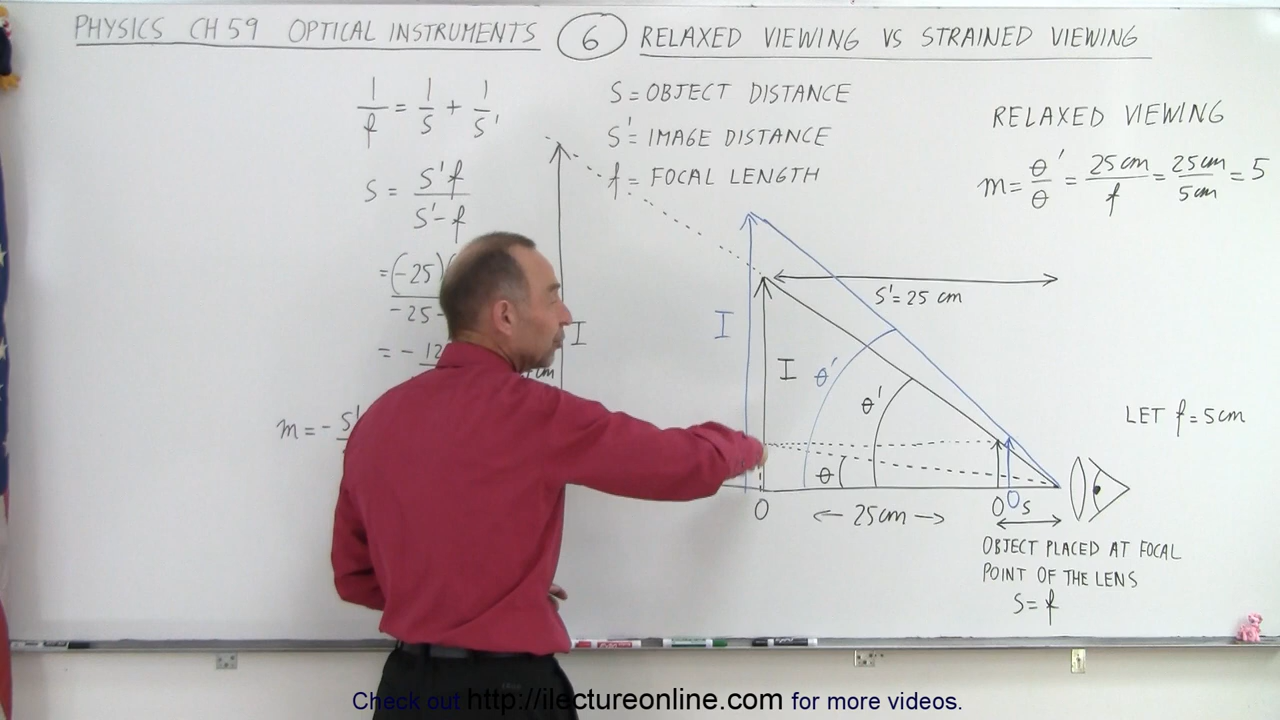 PHYSICS CH 59 OPTICAL INSTRUMENTS 6 RELAXED VIEWING VS STRAINED VIEWING
1/f = 1/s + 1/s'
s = s'f / s'-f
= (-25)(
-25-
= - 12
cm
m = - s'
S = OBJECT DISTANCE
S' = IMAGE DISTANCE
f = FOCAL LENGTH
RELAXED VIEWING
m = θ'/θ = 25cm/f = 25cm/5cm = 5
S' = 25 cm
I
I
I
θ'
θ'
θ
LET f = 5cm
O
← 25cm →
O
O
s
OBJECT PLACED AT FOCAL
POINT OF THE LENS
S = f
Check out http://ilectureonline.com for more videos.